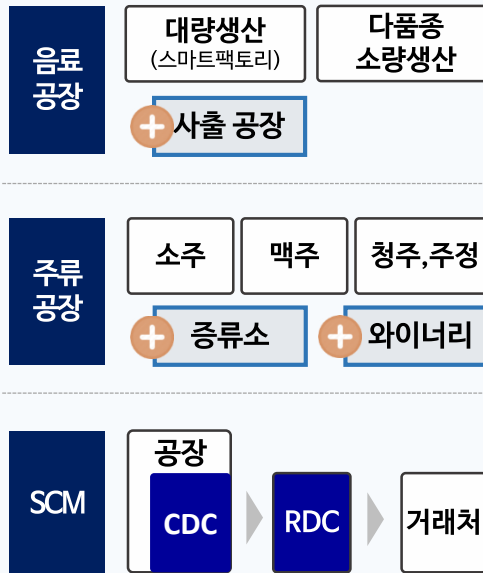 음료
공장
대량생산
(스마트팩토리)
다품종
소량생산
+ 사출 공장
주류
공장
소주
맥주
청주,주정
+ 증류소
+ 와이너리
SCM
공장
CDC
RDC
거래처